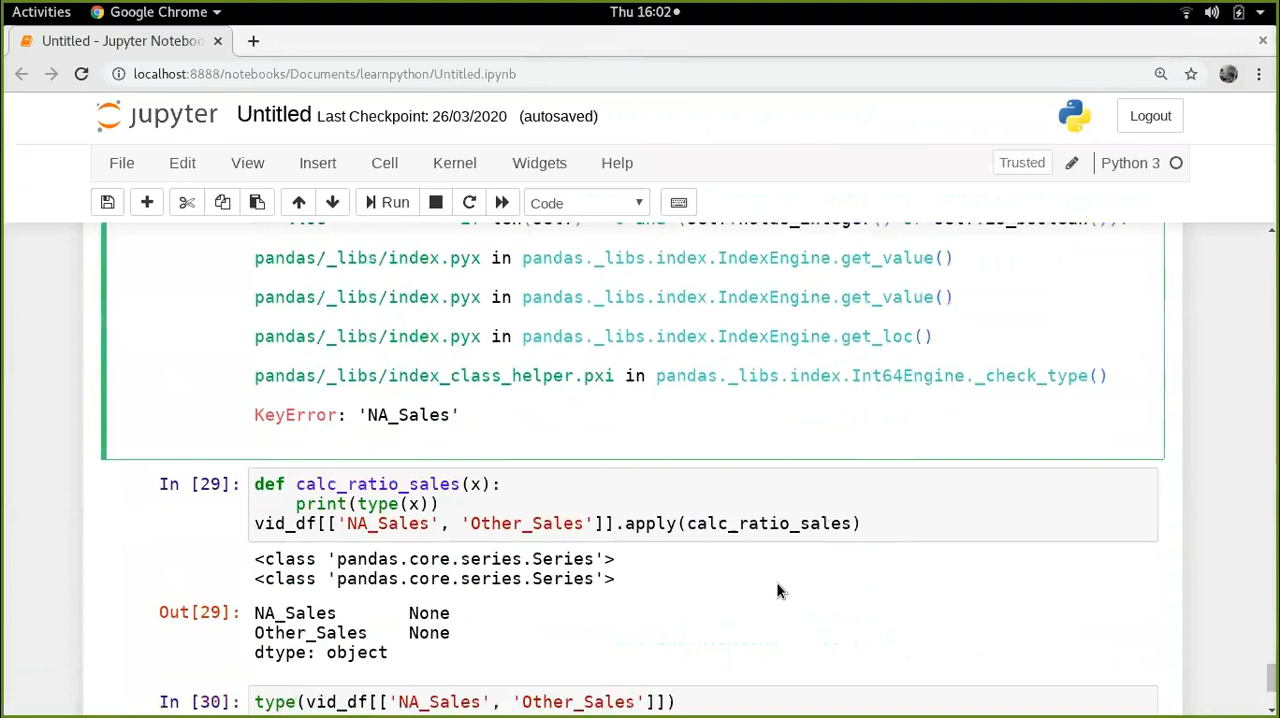 Activities Google Chrome Thu 16:02
Untitled - Jupyter Noteboo
localhost:8888/notebooks/Documents/learnpython/Untitled.ipynb
jupyter Untitled Last Checkpoint: 26/03/2020 (autosaved) Logout
File Edit View Insert Cell Kernel Widgets Help Trusted Python 3
Run Code
pandas/_libs/index.pyx in pandas._libs.index.IndexEngine.get_value()
pandas/_libs/index.pyx in pandas._libs.index.IndexEngine.get_value()
pandas/_libs/index.pyx in pandas._libs.index.IndexEngine.get_loc()
pandas/_libs/index_class_helper.pxi in pandas._libs.index.Int64Engine._check_type()
KeyError: 'NA_Sales'
In [29]: def calc_ratio_sales(x):
print(type(x))
vid_df[['NA_Sales', 'Other_Sales']].apply(calc_ratio_sales)
<class 'pandas.core.series.Series'>
<class 'pandas.core.series.Series'>
Out[29]: NA_Sales None
Other_Sales None
dtype: object
In [30]: type(vid_df[['NA_Sales', 'Other_Sales']])